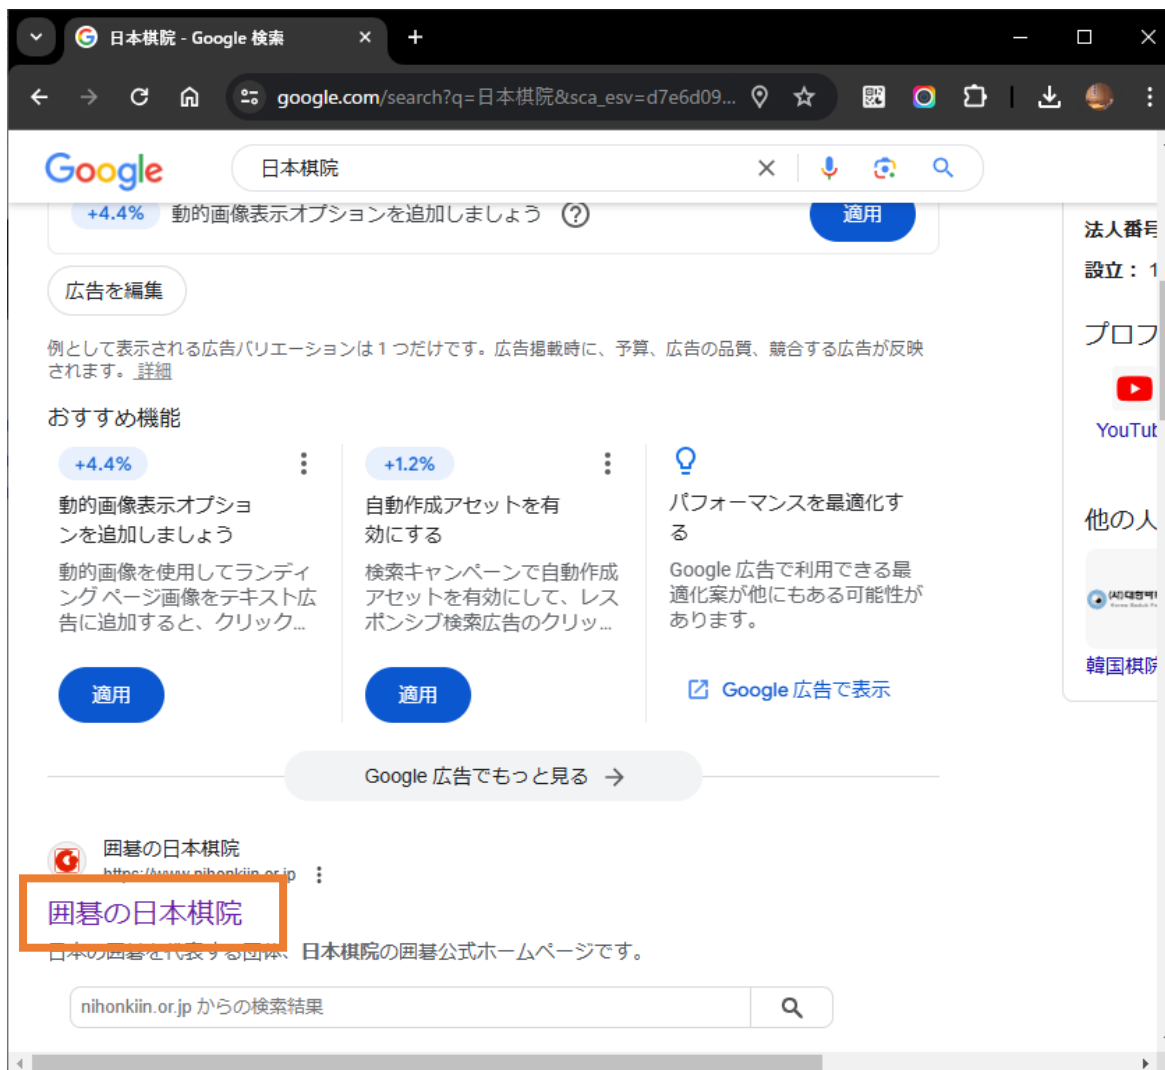 日本棋院 - Google 検索
google.com/search?q=日本棋院&sca_esv=d7e6d09...
Google
日本棋院
+4.4% 動的画像表示オプションを追加しましょう
適用
広告を編集
例として表示される広告バリエーションは 1 つだけです。広告掲載時に、予算、広告の品質、競合する広告が反映
されます。詳細
おすすめ機能
+4.4%
動的画像表示オプショ
ンを追加しましょう
動的画像を使用してランディ
ング ページ画像をテキスト広
告に追加すると、クリック...
適用
+1.2%
自動作成アセットを有
効にする
検索キャンペーンで自動作成
アセットを有効にして、レス
ポンシブ検索広告のクリッ...
適用
パフォーマンスを最適化す
る
Google 広告で利用できる最
適化案が他にもある可能性が
あります。
Google 広告で表示
Google 広告でもっと見る
囲碁の日本棋院
https://www.nihonkiin.or.jp
囲碁の日本棋院
日本の囲碁を代表する団体、日本棋院の囲碁公式ホームページです。
nihonkiin.or.jp からの検索結果
法人番号
設立： 1
プロフ
YouTub
他の人
韓国棋院